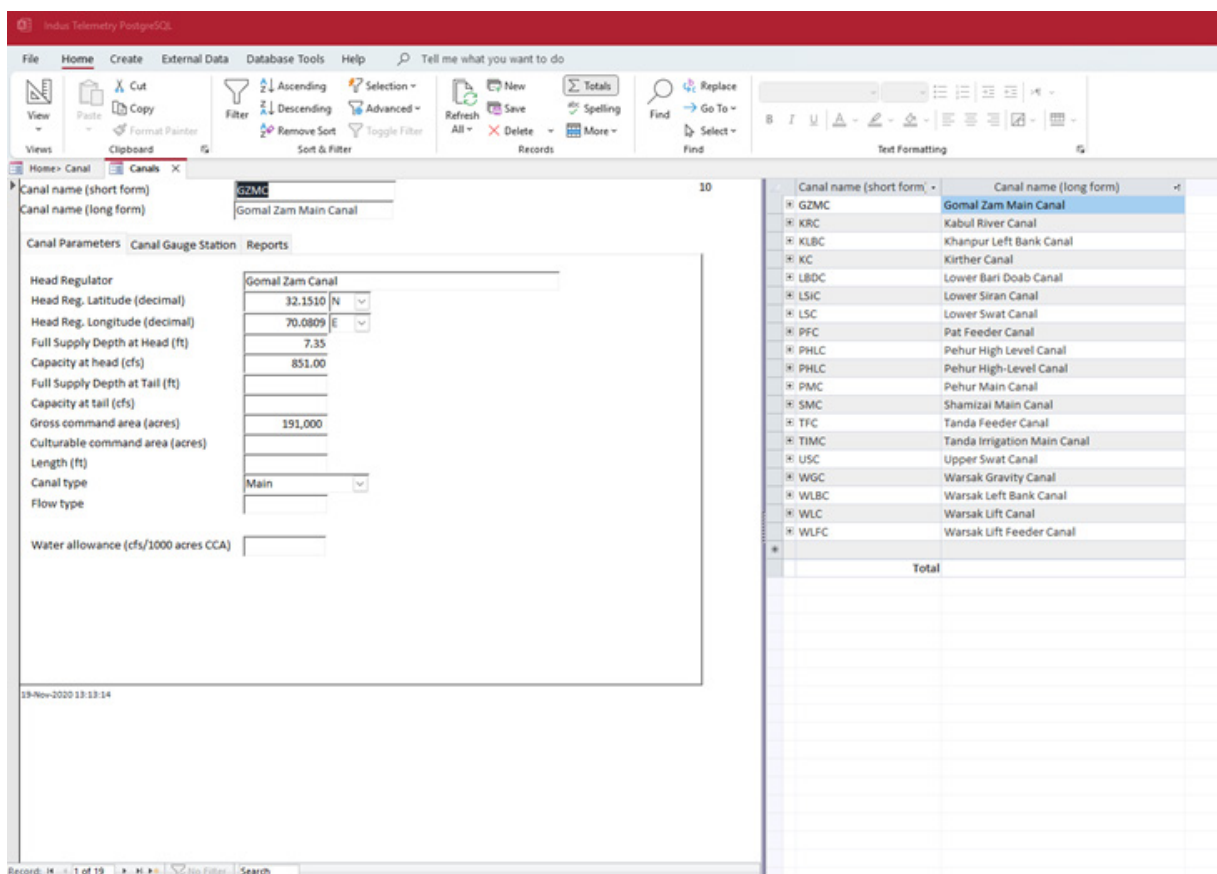 Indus Telemetry PostgreSQL
File Home Create External Data Database Tools Help Tell me what you want to do
View Paste Cut Copy Format Painter Filter Ascending Descending Remove Sort Selection Advanced Toggle Filter Refresh All New Save Delete Totals Spelling More Find Replace Go To Select B I U A
Views Clipboard Sort & Filter Records Find Text Formatting
Home> Canal Canals X
Canal name (short form) GZMC 10
Canal name (long form) Gomal Zam Main Canal
Canal Parameters Canal Gauge Station Reports
Head Regulator Gomal Zam Canal
Head Reg. Latitude (decimal) 32.1510 N
Head Reg. Longitude (decimal) 70.0809 E
Full Supply Depth at Head (ft) 7.35
Capacity at head (cfs) 851.00
Full Supply Depth at Tail (ft)
Capacity at tail (cfs)
Gross command area (acres) 191,000
Culturable command area (acres)
Length (ft)
Canal type Main
Flow type
Water allowance (cfs/1000 acres CCA)
19-Nov-2020 13:13:14
Record: 1 of 19 No Filter Search
Canal name (short form) Canal name (long form)
GZMC Gomal Zam Main Canal
KRC Kabul River Canal
KLBC Khanpur Left Bank Canal
KC Kirther Canal
LBDC Lower Bari Doab Canal
LSIC Lower Siran Canal
LSC Lower Swat Canal
PFC Pat Feeder Canal
PHLC Pehur High Level Canal
PHLC Pehur High-Level Canal
PMC Pehur Main Canal
SMC Shamizai Main Canal
TFC Tanda Feeder Canal
TIMC Tanda Irrigation Main Canal
USC Upper Swat Canal
WGC Warsak Gravity Canal
WLBC Warsak Left Bank Canal
WLC Warsak Lift Canal
WLFC Warsak Lift Feeder Canal
Total